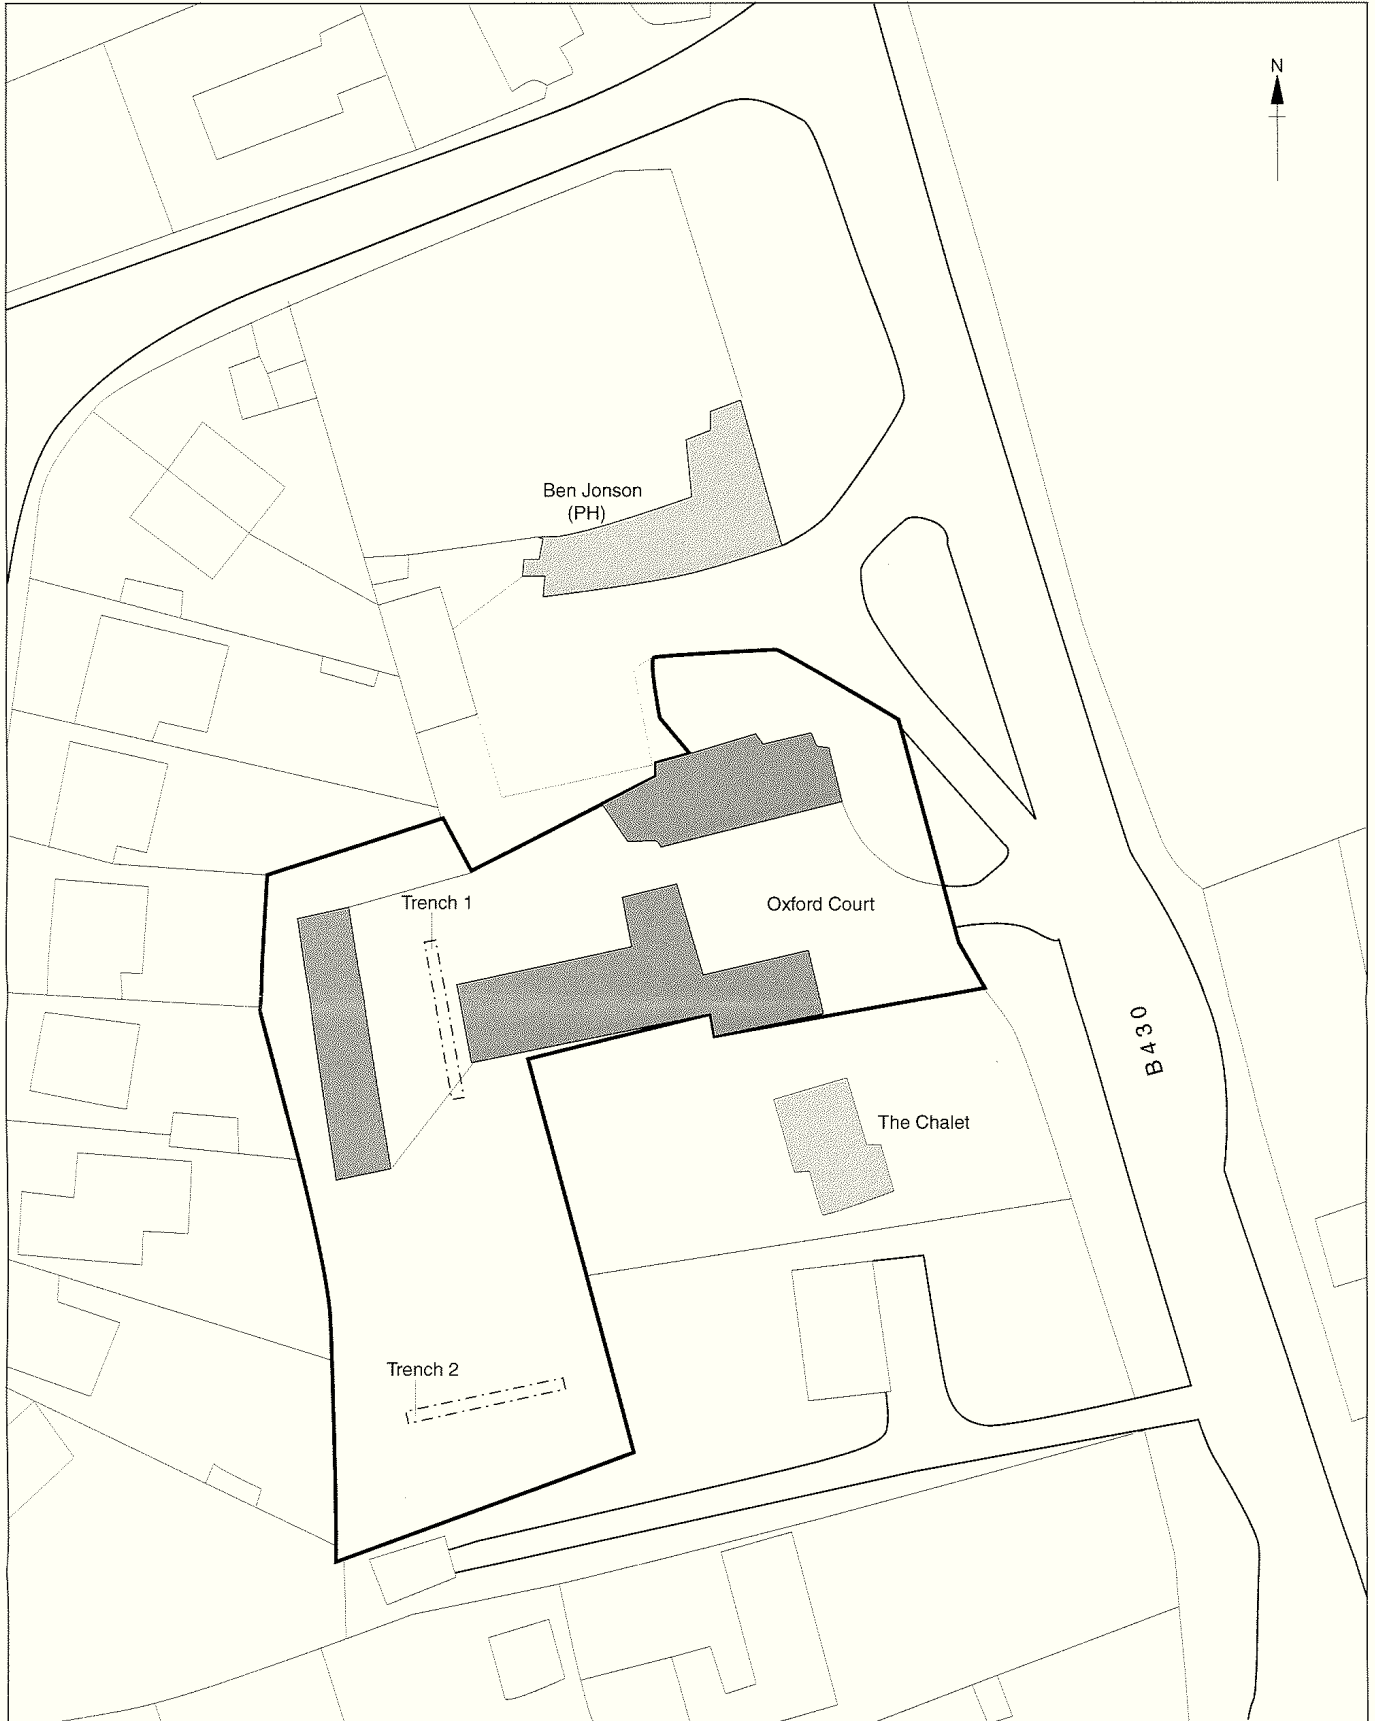 N
Ben Jonson
(PH)
Trench 1
Oxford Court
B430
The Chalet
Trench 2